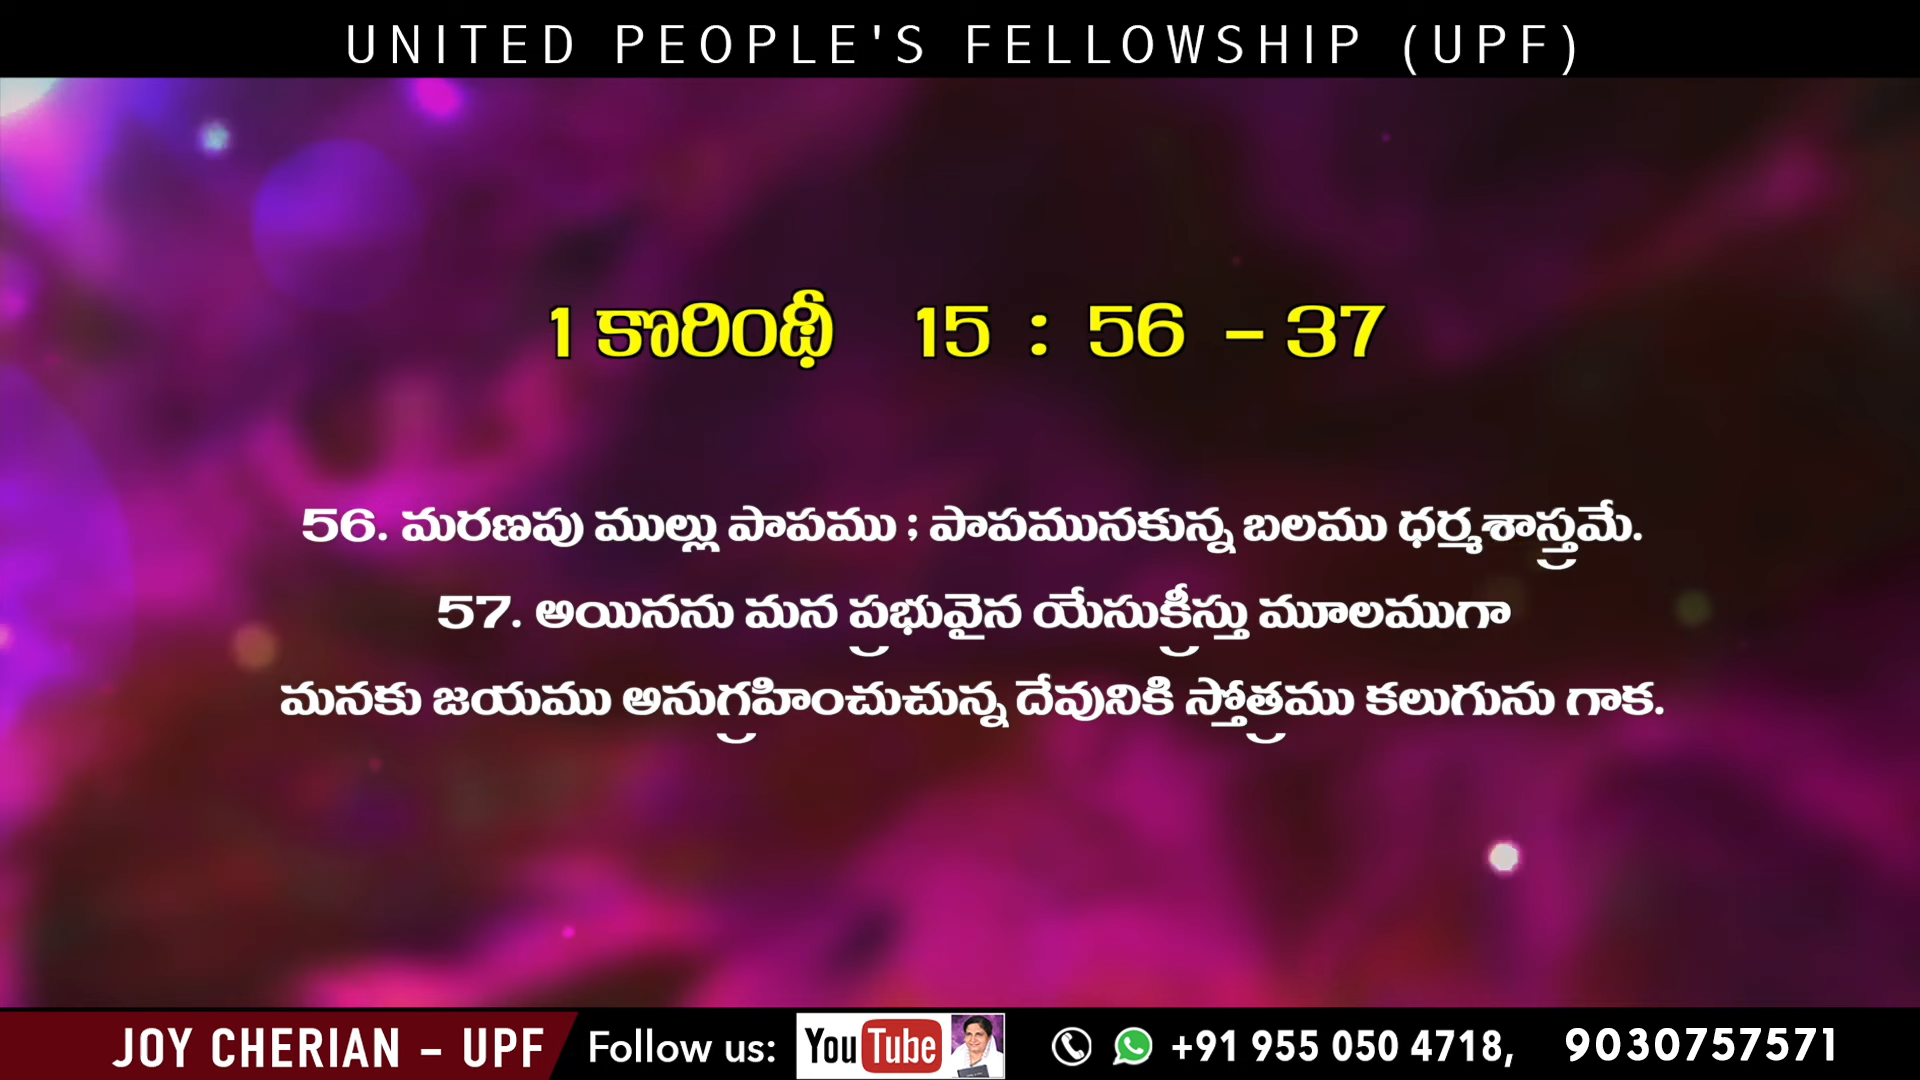 UNITED PEOPLE'S FELLOWSHIP (UPF)
1 కొరింథీ 15 : 56 - 37
56. మరణపు ముల్లు పాపము ; పాపమునకున్న బలము ధర్మశాస్త్రమే.
57. అయినను మన ప్రభువైన యేసుక్రీస్తు మూలముగా
మనకు జయము అనుగ్రహించుచున్న దేవునికి స్తోత్రము కలుగును గాక.
JOY CHERIAN - UPF Follow us: YouTube +91 955 050 4718, 9030757571